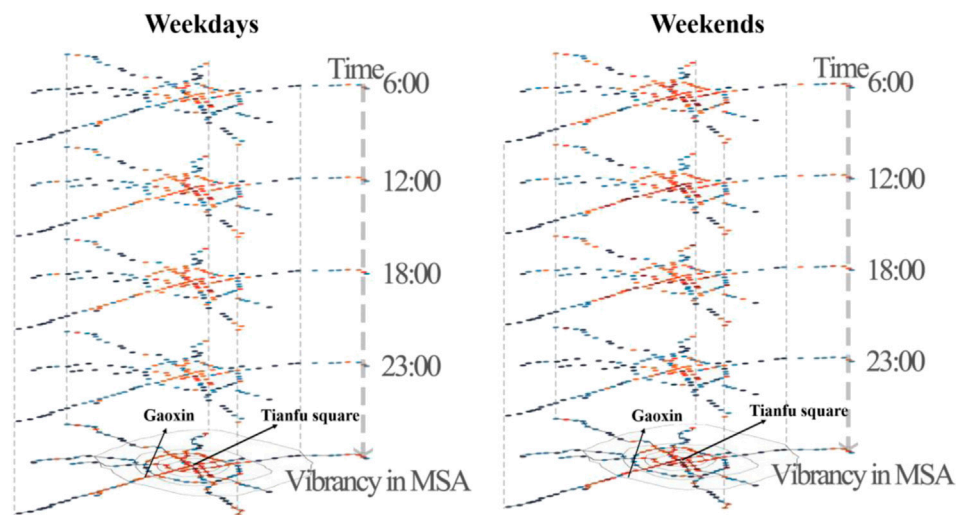 Weekdays
Time
6:00
12:00
18:00
23:00
Gaoxin
Tianfu square
Vibrancy in MSA
Weekends
Time
6:00
12:00
18:00
23:00
Gaoxin
Tianfu square
Vibrancy in MSA